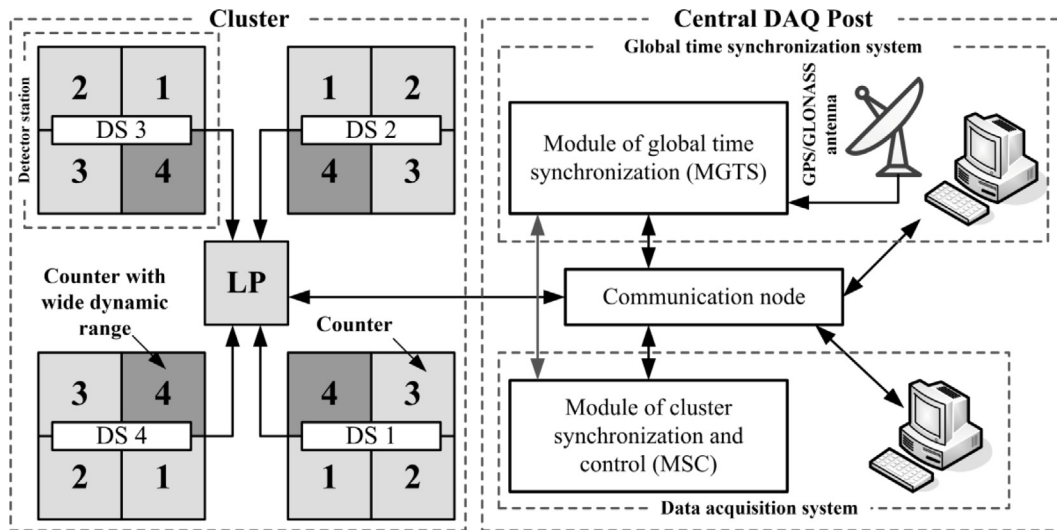 Cluster
Detector station
2 1
DS 3
3 4
1 2
DS 2
4 3
LP
Counter with
wide dynamic
range
Counter
3 4
DS 4
2 1
4 3
DS 1
1 2
Central DAQ Post
Global time synchronization system
Module of global time
synchronization (MGTS)
GPS/GLONASS
antenna
Communication node
Module of cluster
synchronization and
control (MSC)
Data acquisition system